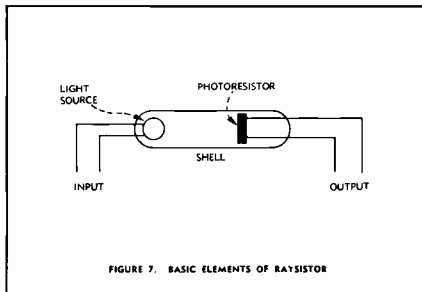 LIGHT
SOURCE
PHOTORESISTOR
SHELL
INPUT
OUTPUT
FIGURE 7. BASIC ELEMENTS OF RAYSISTOR